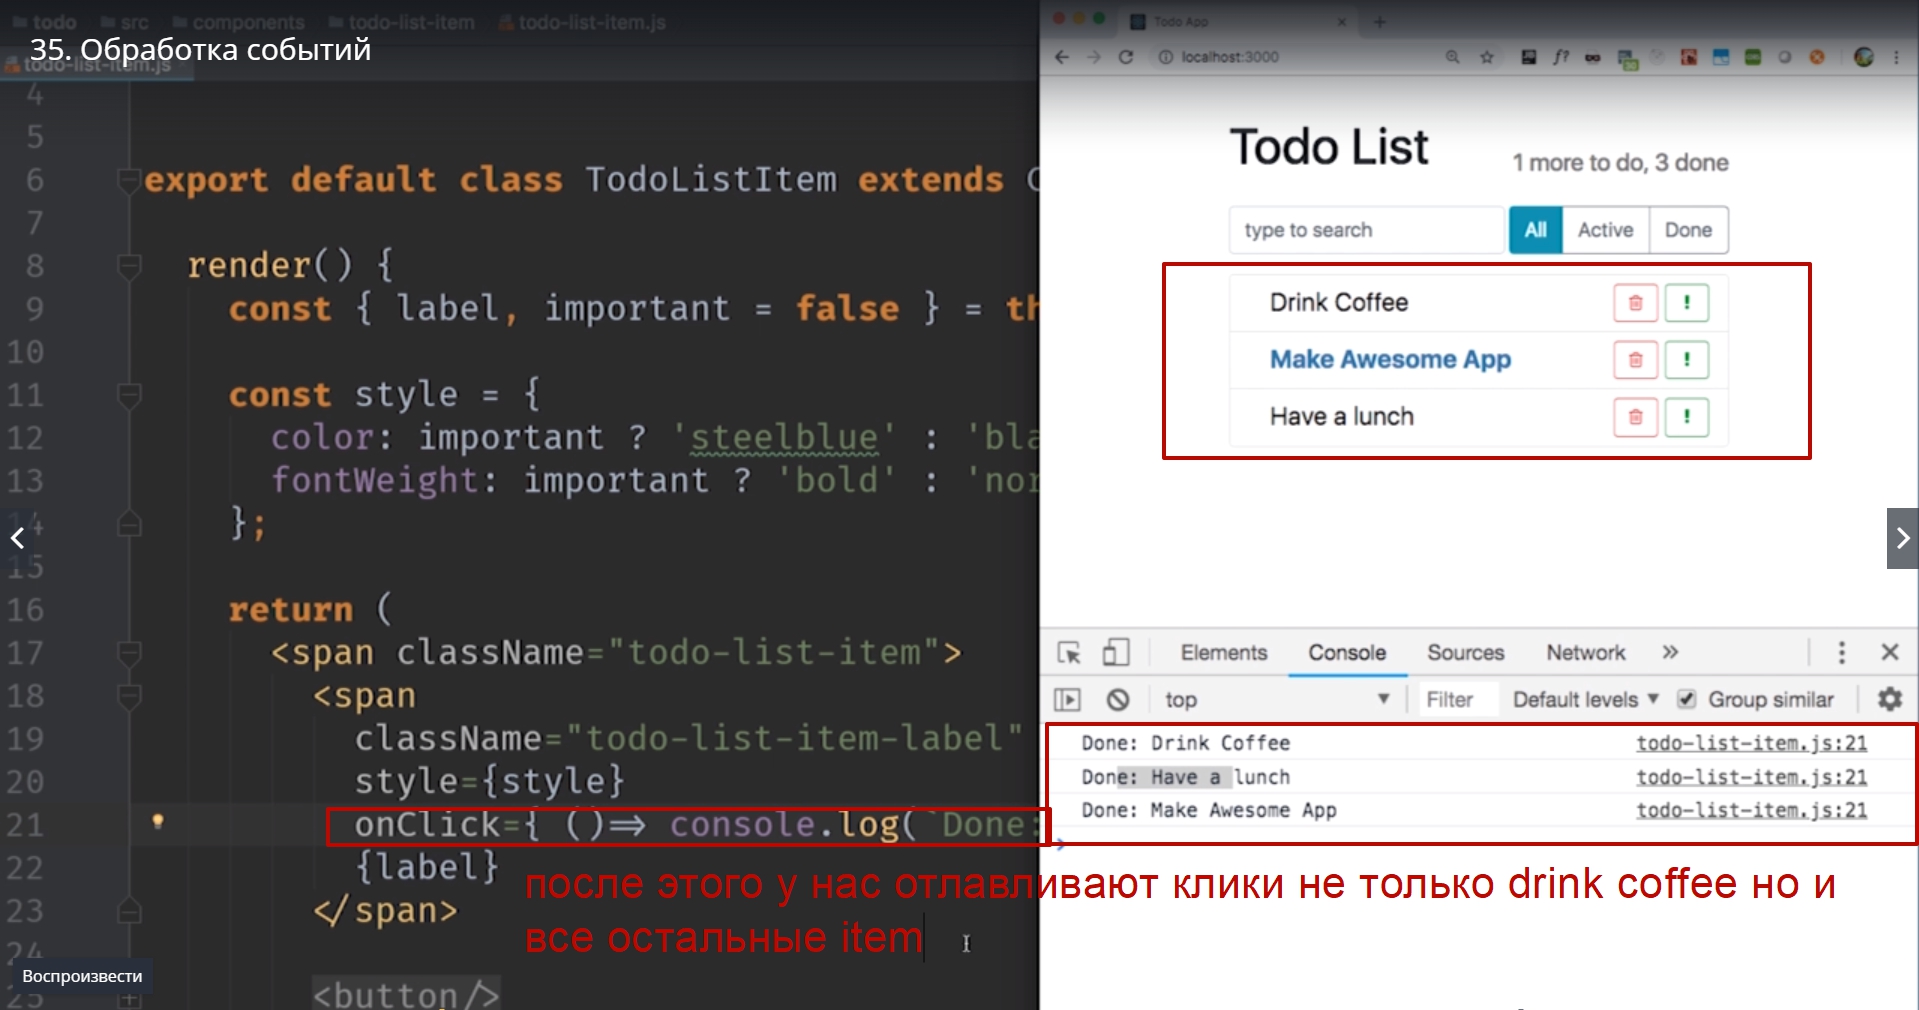 todo src components todo-list-item todo-list-item.js
35. Обработка событий
todo-list-item.js
4
5
6 export default class TodoListItem extends
7
8 render() {
9 const { label, important = false } = th
10
11 const style = {
12 color: important ? 'steelblue' : 'bla
13 fontWeight: important ? 'bold' : 'nor
14 };
15
16 return (
17 <span className="todo-list-item">
18 <span
19 className="todo-list-item-label"
20 style={style}
21 onClick={ ()=> console.log(`Done:
22 {label}
23 </span>
24
25 <button/>
Воспроизвести
Todo App
localhost:3000
Todo List
1 more to do, 3 done
type to search All Active Done
Drink Coffee !
Make Awesome App !
Have a lunch !
Elements Console Sources Network »
top Filter Default levels Group similar
Done: Drink Coffee todo-list-item.js:21
Done: Have a lunch todo-list-item.js:21
Done: Make Awesome App todo-list-item.js:21
после этого у нас отлавливают клики не только drink coffee но и
все остальные item